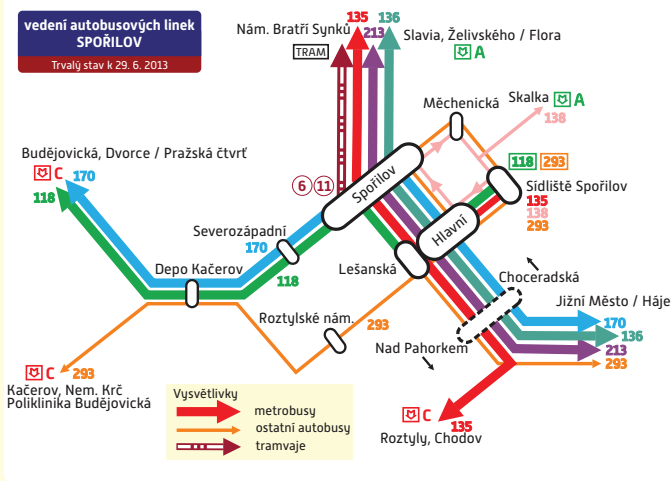 vedení autobusových linek
SPOŘILOV
Trvalý stav k 29. 6. 2013
Nám. Bratří Synků
TRAM
135
213
136
Slavia, Želivského / Flora
A
Měchenická
Skalka A
138
Budějovická, Dvorce / Pražská čtvrť
C 170
118
6 11
Spořilov
118 293
Sídliště Spořilov
135
138
293
Hlavní
Severozápadní
170
118
Lešanská
Depo Kačerov
Choceradská
Jižní Město / Háje
170
136
213
293
Roztylské nám.
293
Nad Pahorkem
C 293
Kačerov, Nem. Krč
Poliklinika Budějovická
Vysvětlivky
metrobusy
ostatní autobusy
tramvaje
C
135
Roztyly, Chodov